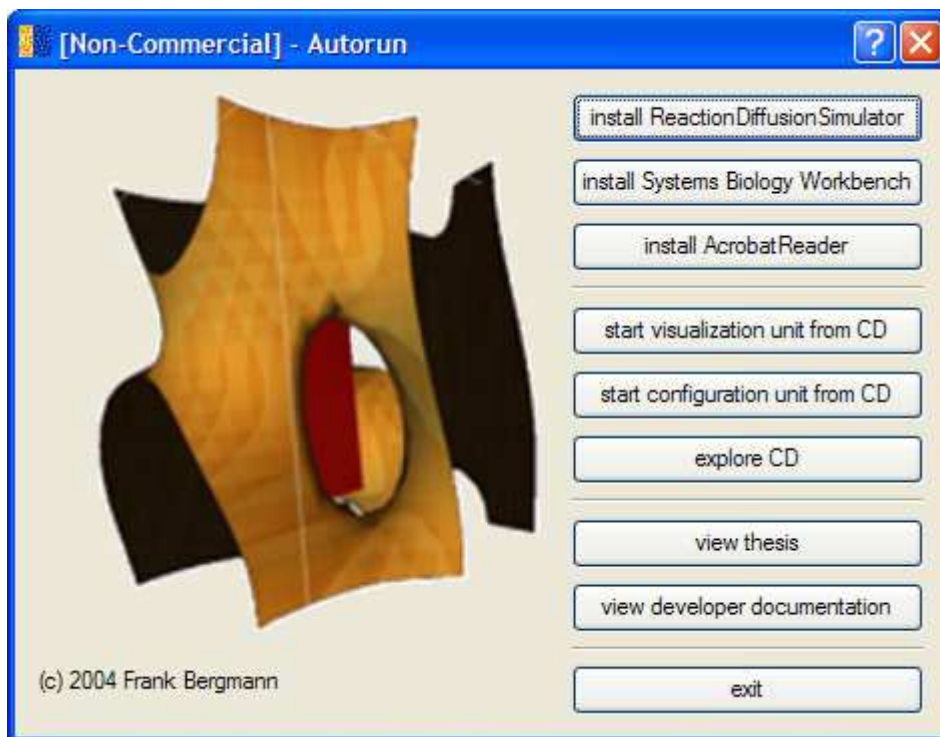 [Non-Commercial] - Autorun
install ReactionDiffusionSimulator
install Systems Biology Workbench
install AcrobatReader
start visualization unit from CD
start configuration unit from CD
explore CD
view thesis
view developer documentation
(c) 2004 Frank Bergmann
exit